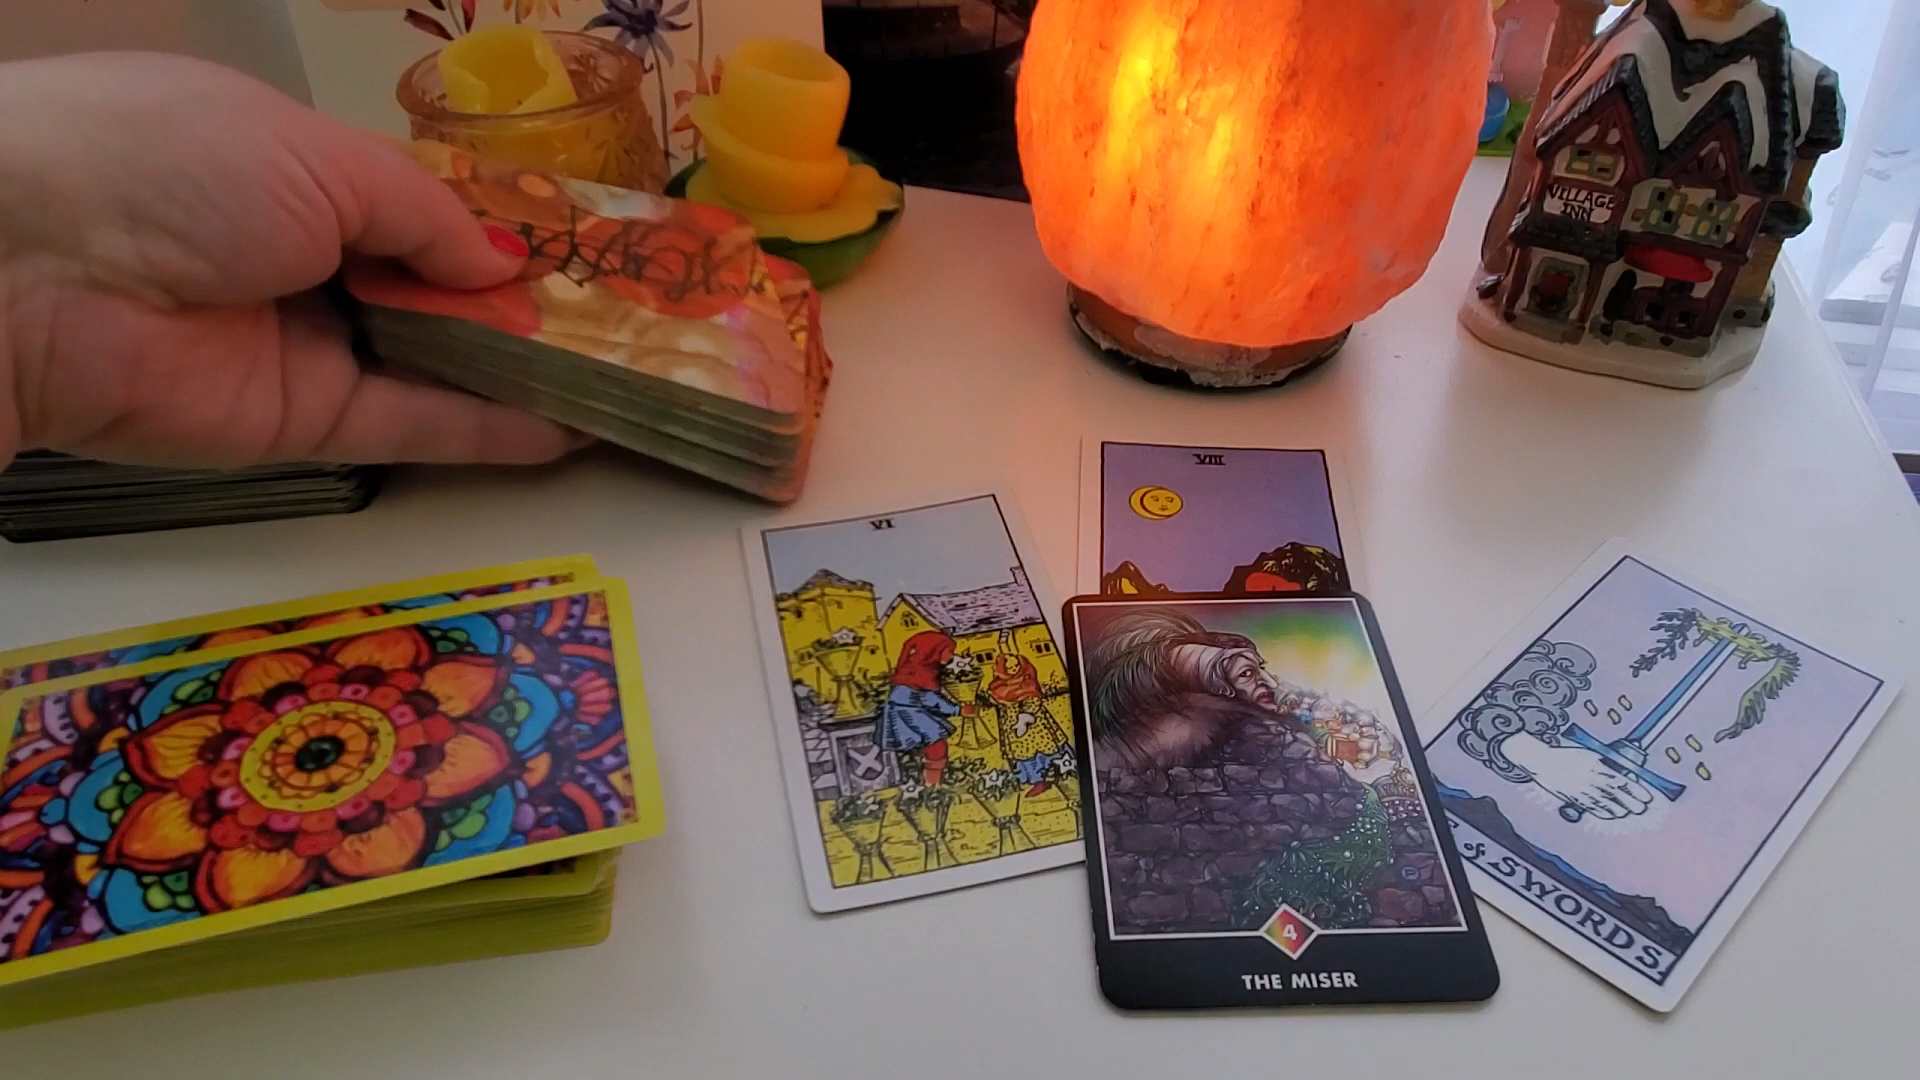 VILLAGE
INN
VIII
VI
of SWORDS.
4
THE MISER